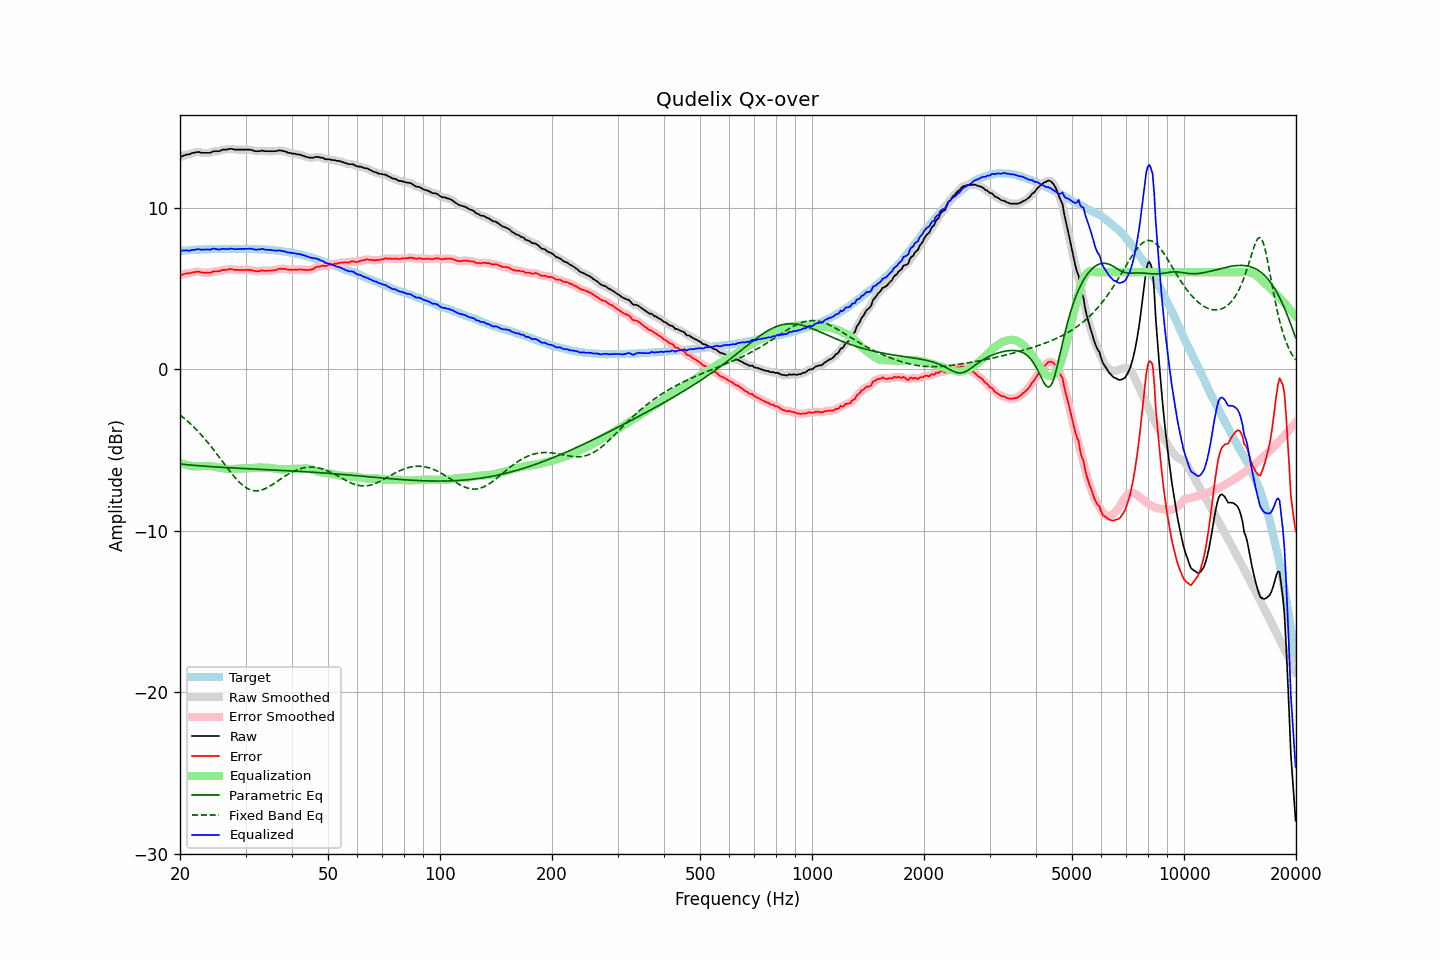 Qudelix Qx-over
Amplitude (dBr)
10
0
−10
−20
−30
Target
Raw Smoothed
Error Smoothed
Raw
Error
Equalization
Parametric Eq
Fixed Band Eq
Equalized
20 50 100 200 500 1000 2000 5000 10000 20000
Frequency (Hz)